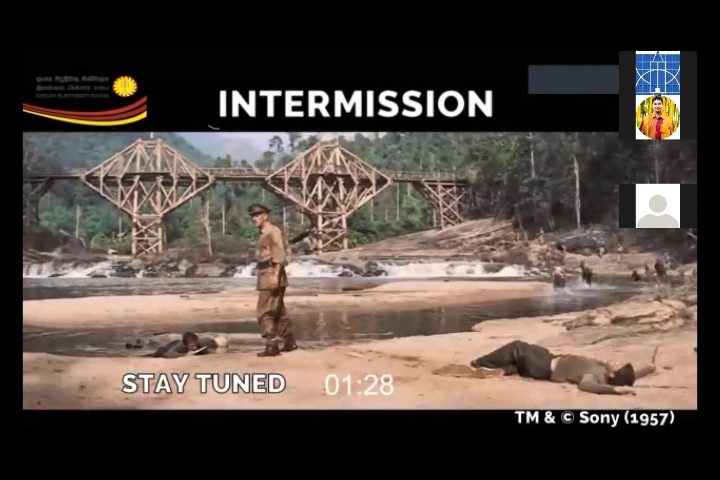 INTERMISSION
STAY TUNED
01:28
TM & © Sony (1957)